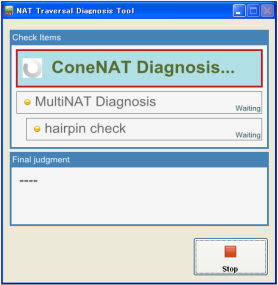 NAT Traversal Diagnosis Tool
Check Items
ConeNAT Diagnosis...
MultiNAT Diagnosis
Waiting
hairpin check
Waiting
Final judgment
----
Stop